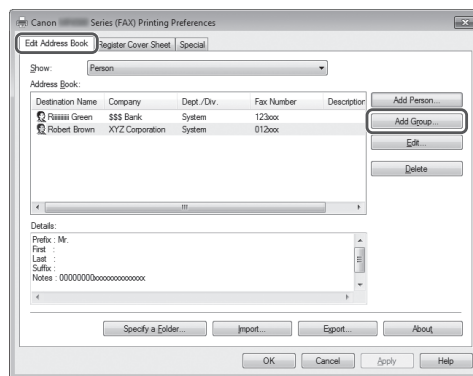 Canon Series (FAX) Printing Preferences
Edit Address Book Register Cover Sheet Special
Show: Person
Address Book:
Destination Name Company Dept./Div. Fax Number Description
Green $$$ Bank System 123xxx
Robert Brown XYZ Corporation System 012xxx
Add Person...
Add Group...
Edit...
Delete
Details:
Prefix : Mr.
First :
Last :
Suffix :
Notes : 00000000xxxxxxxxxxxxxx
Specify a Folder... Import... Export... About
OK Cancel Apply Help